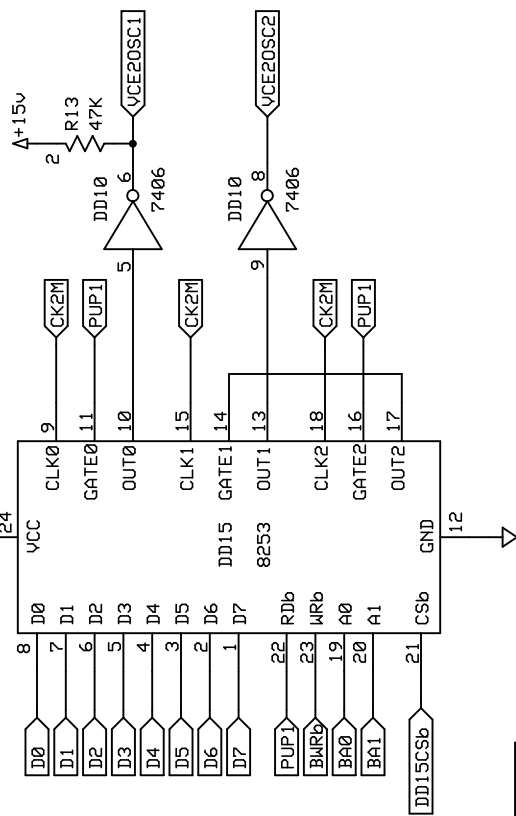 D0 8 D0
D1 7 D1
D2 6 D2
D3 5 D3
D4 4 D4
D5 3 D5
D6 2 D6
D7 1 D7
PUP1 22 RDb
BWRb 23 WRb
BA0 19 A0
BA1 20 A1
DD15CSb 21 CSb
24
VCC
DD15
8253
GND
12
CLK0 9 CK2M
GATE0 11 PUP1
OUT0 10
CLK1 15 CK2M
GATE1 14
OUT1 13
CLK2 18 CK2M
GATE2 16 PUP1
OUT2 17
5
DD10
7406
6
2
R13
47K
+15v
VCE2OSC1
9
DD10
7406
8
VCE2OSC2